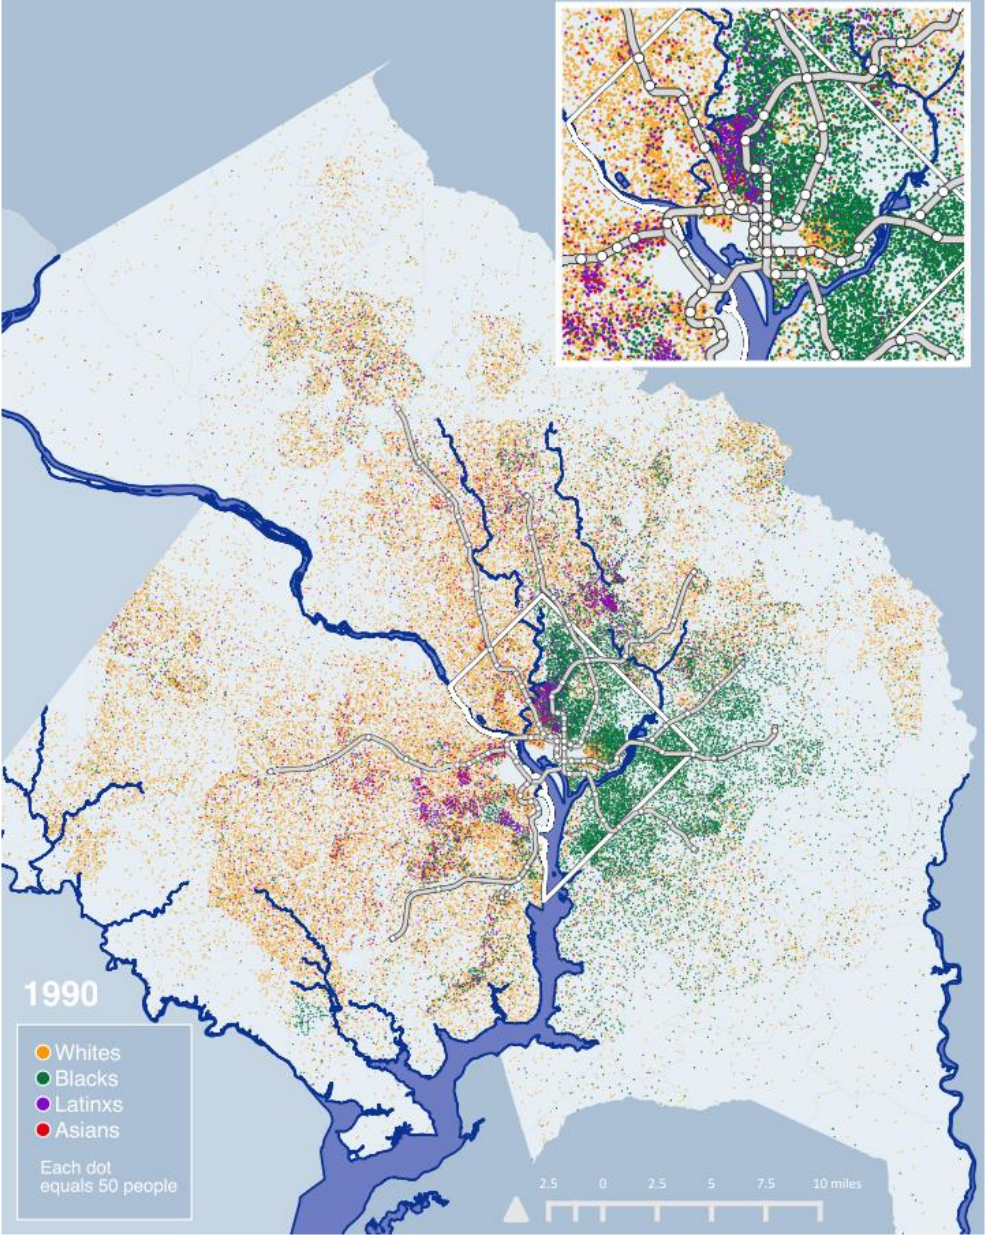 1990
Whites
Blacks
Latinxs
Asians
Each dot
equals 50 people
2.5 0 2.5 5 7.5 10 miles